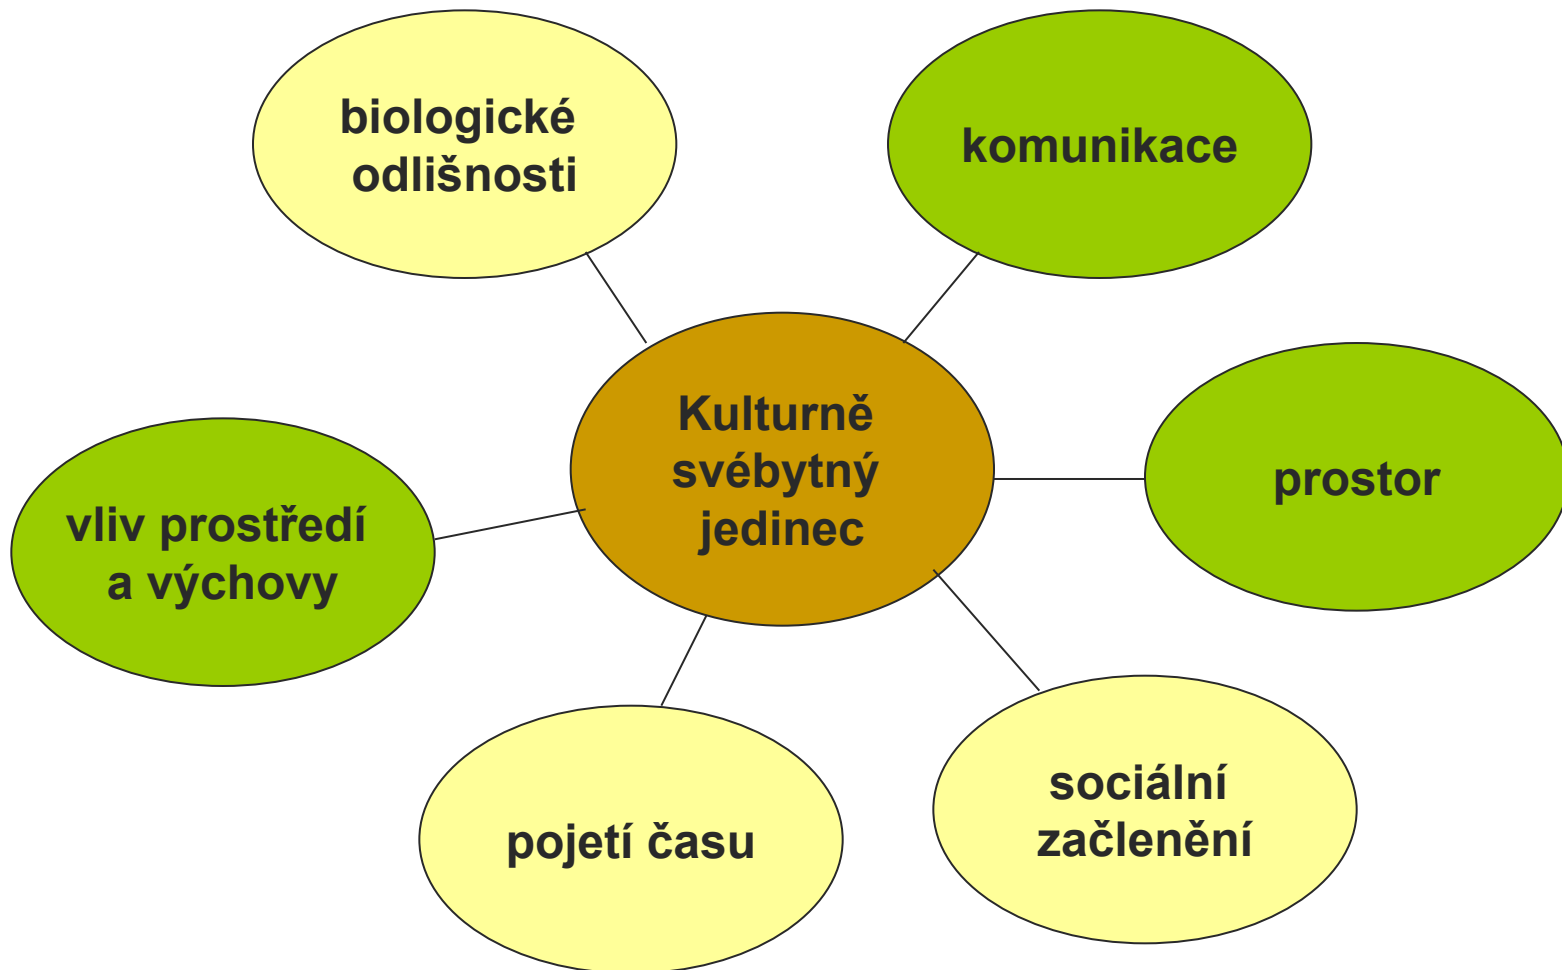 biologické
odlišnosti
komunikace
Kulturně
svébytný
jedinec
prostor
vliv prostředí
a výchovy
sociální
začlenění
pojetí času